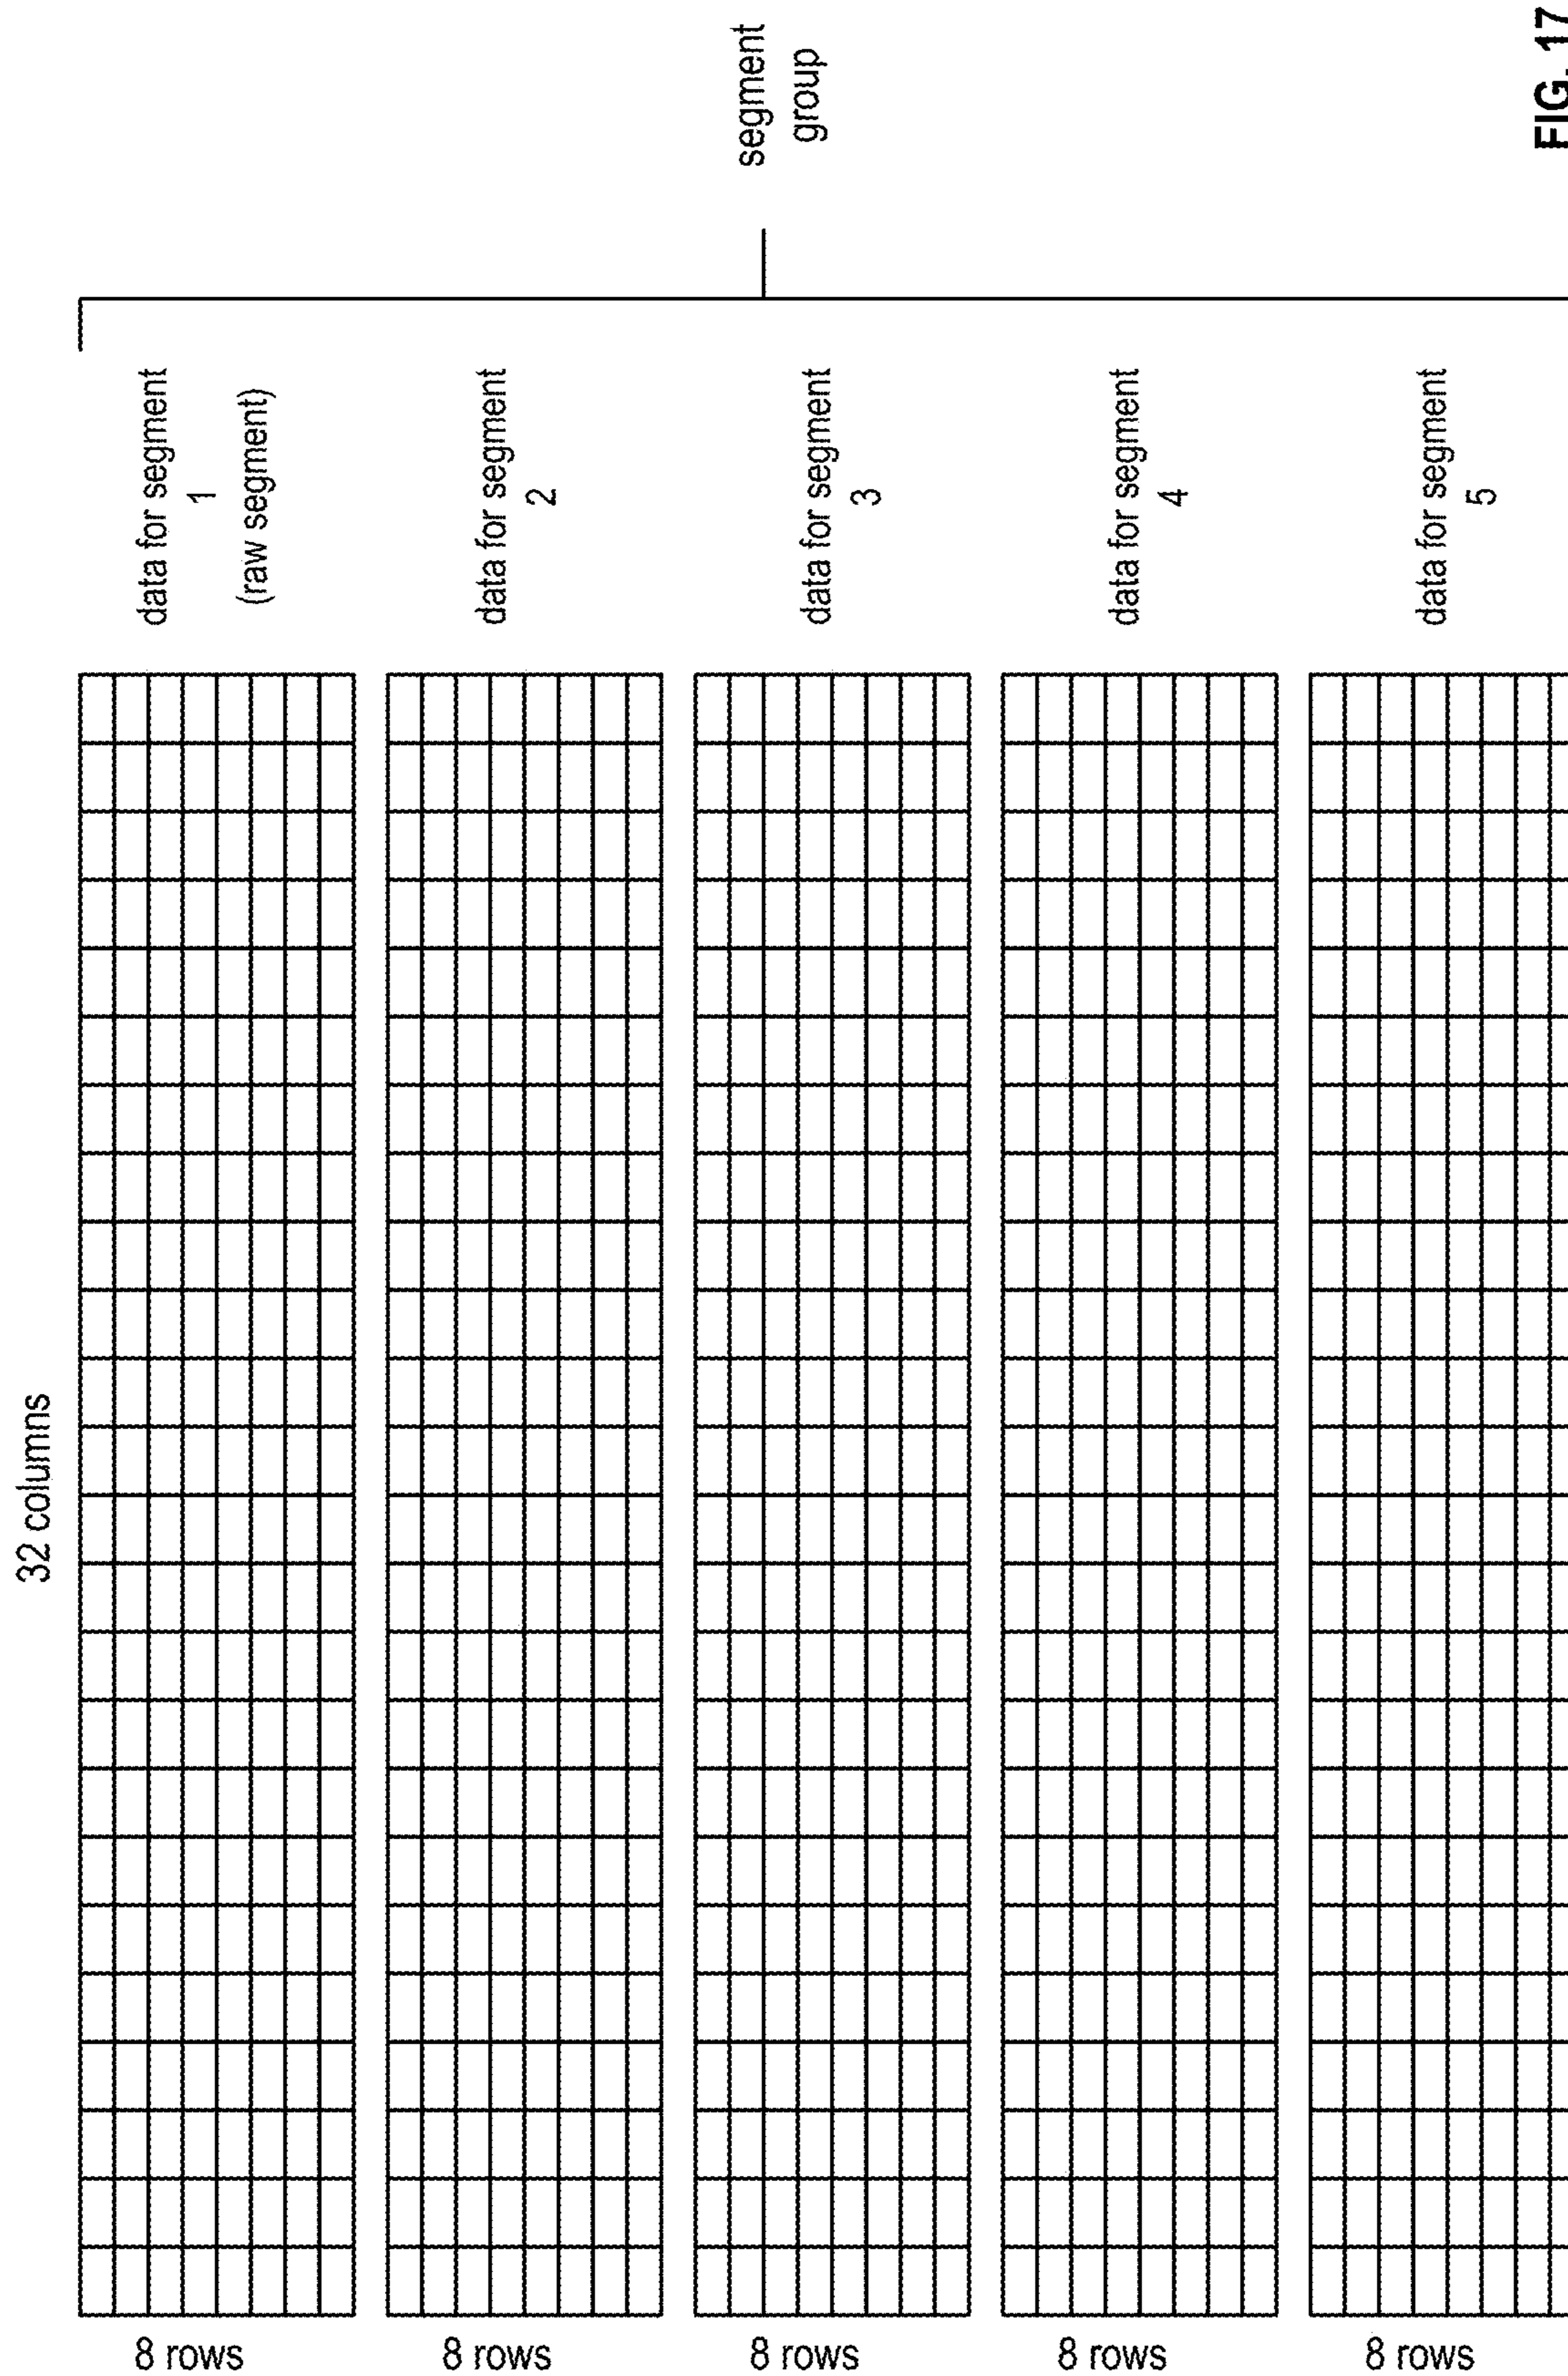 32 columns
8 rows
data for segment
1
(raw segment)
8 rows
data for segment
2
8 rows
data for segment
3
segment
group
8 rows
data for segment
4
8 rows
data for segment
5
FIG. 17